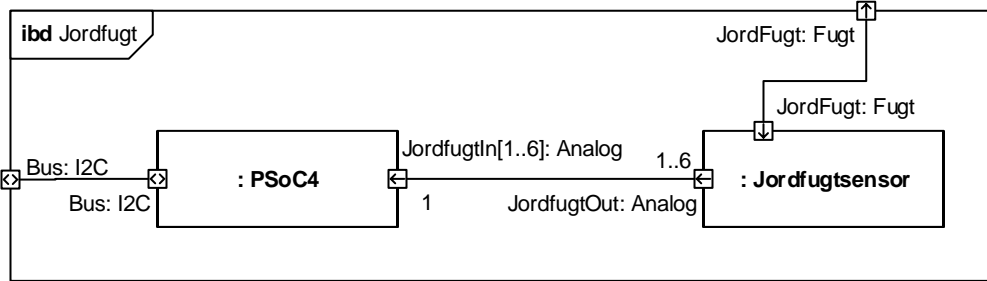 ibd Jordfugt
JordFugt: Fugt
JordFugt: Fugt
JordfugtIn[1..6]: Analog
1..6
Bus: I2C
: PSoC4
: Jordfugtsensor
Bus: I2C
1
JordfugtOut: Analog